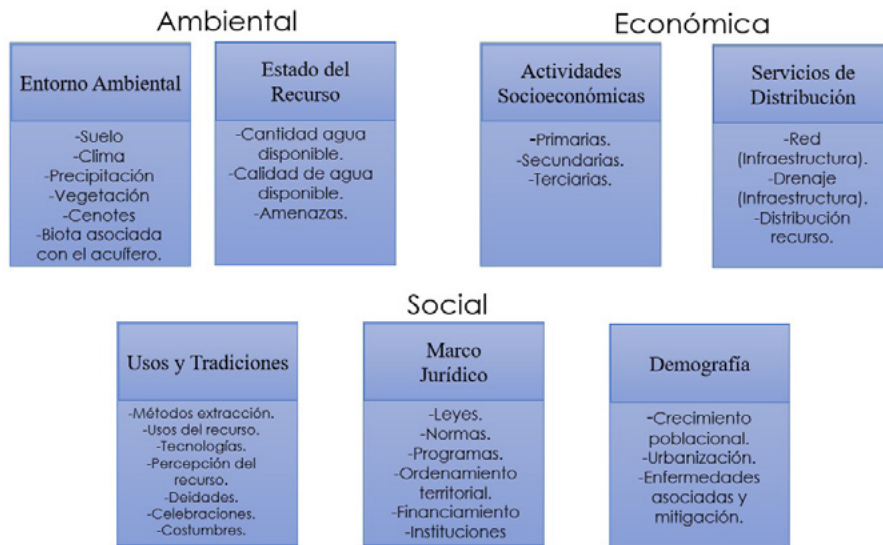 Ambiental
Entorno Ambiental
-Suelo
-Clima
-Precipitación
-Vegetación
-Cenotes
-Biota asociada
con el acuífero.
Estado del
Recurso
-Cantidad agua
disponible.
-Calidad de agua
disponible.
-Amenazas.
Económica
Actividades
Socioeconómicas
-Primarias.
-Secundarias.
-Terciarias.
Servicios de
Distribución
-Red
(Infraestructura).
-Drenaje
(Infraestructura).
-Distribución
recurso.
Social
Usos y Tradiciones
-Métodos extracción.
-Usos del recurso.
-Tecnologías.
-Percepción del
recurso.
-Deidades.
-Celebraciones.
-Costumbres.
Marco
Jurídico
-Leyes.
-Normas.
-Programas.
-Ordenamiento
territorial.
-Financiamiento
-Instituciones
Demografía
-Crecimiento
poblacional.
-Urbanización.
-Enfermedades
asociadas y
mitigación.